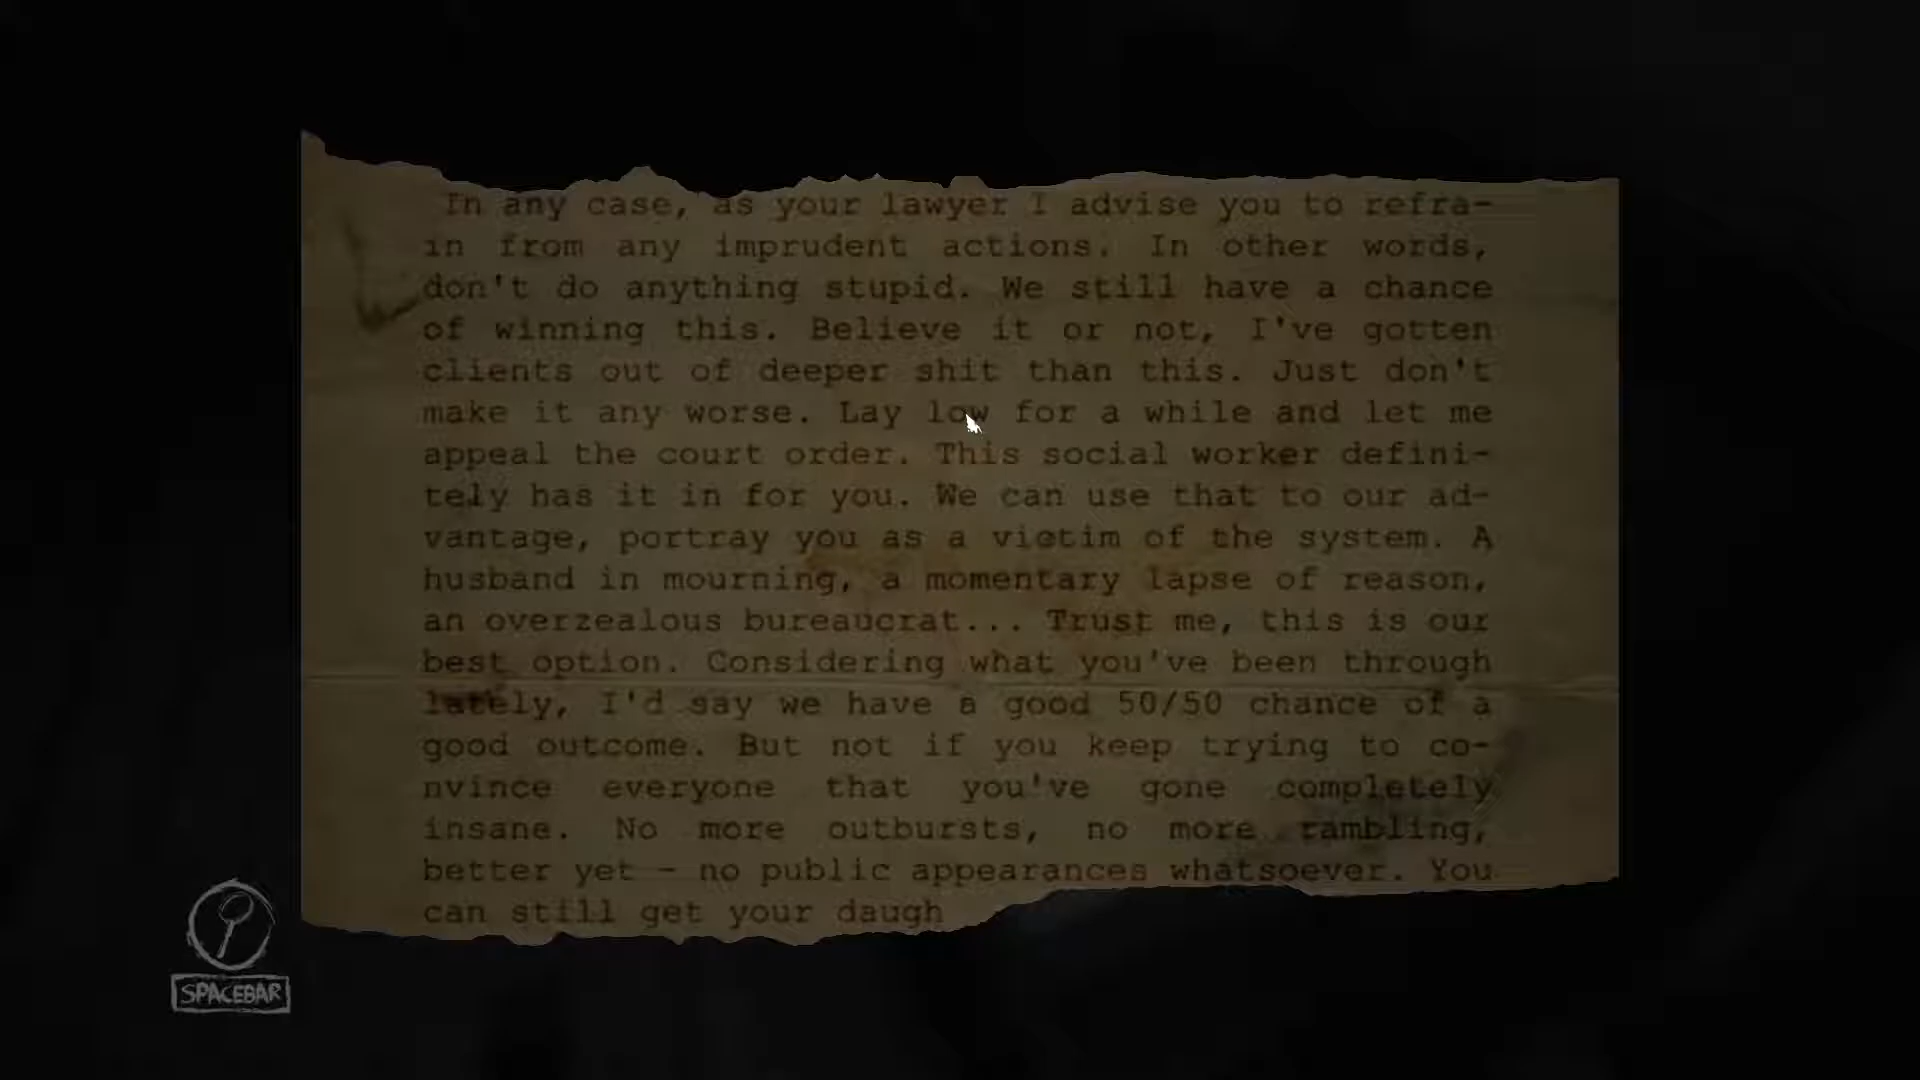 In any case, as your lawyer I advise you to refra-
in from any imprudent actions. In other words,
don't do anything stupid. We still have a chance
of winning this. Believe it or not, I've gotten
clients out of deeper shit than this. Just don't
make it any worse. Lay low for a while and let me
appeal the court order. This social worker defini-
tely has it in for you. We can use that to our ad-
vantage, portray you as a victim of the system. A
husband in mourning, a momentary lapse of reason,
an overzealous bureaucrat... Trust me, this is our
best option. Considering what you've been through
lately, I'd say we have a good 50/50 chance of a
good outcome. But not if you keep trying to co-
nvince everyone that you've gone completely
insane. No more outbursts, no more rambling,
better yet - no public appearances whatsoever. You
can still get your daugh
SPACEBAR